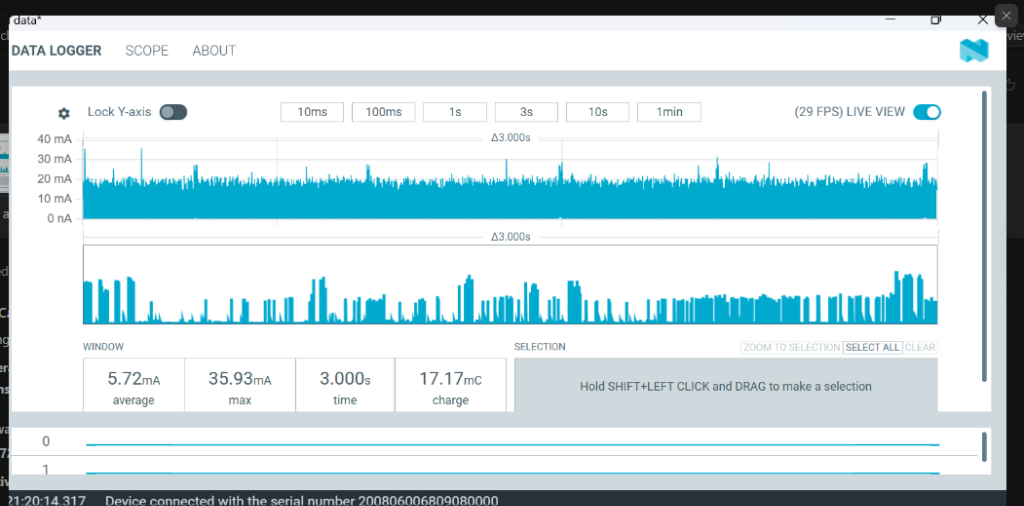 data*
DATA LOGGER SCOPE ABOUT
Lock Y-axis 10ms 100ms 1s 3s 10s 1min (29 FPS) LIVE VIEW
Δ3.000s
40 mA
30 mA
20 mA
10 mA
0 nA
Δ3.000s
WINDOW SELECTION ZOOM TO SELECTION SELECT ALL CLEAR
5.72mA 35.93mA 3.000s 17.17mC
average max time charge
Hold SHIFT+LEFT CLICK and DRAG to make a selection
0
1
21:20:14.317 Device connected with the serial number 200806006809080000